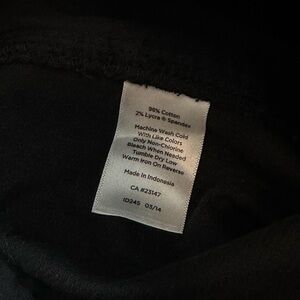 98% Cotton
2% Lycra ® Spandex
Machine Wash Cold
With Like Colors
Only Non-Chlorine
Bleach When Needed
Tumble Dry Low
Warm Iron on Reverse
Made in Indonesia
CA #23147
ID245 05/14